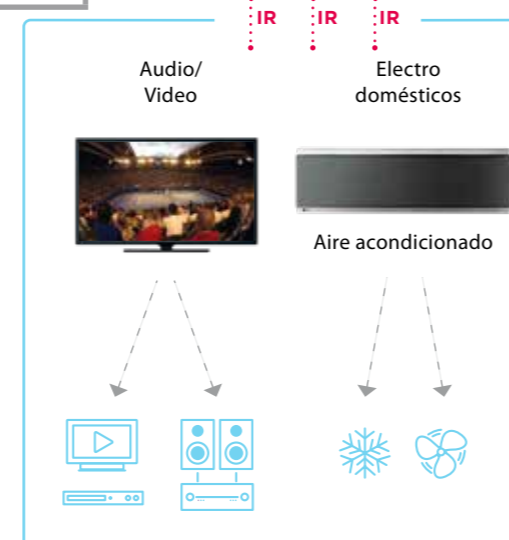 IR IR IR
Audio/
Video
Electro
domésticos
Aire acondicionado